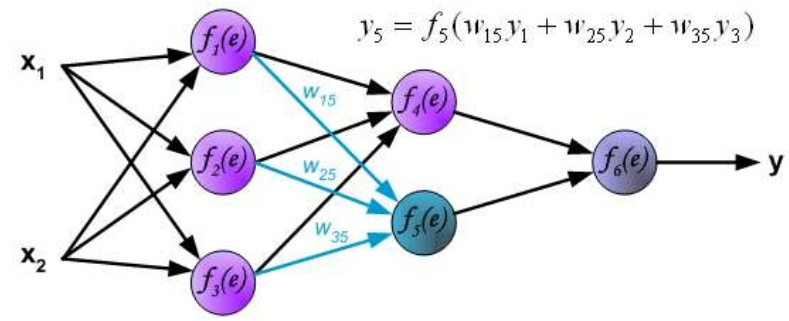 y₅ = f₅(w₁₅y₁ + w₂₅y₂ + w₃₅y₃)
f₁(e)
x₁
w₁₅
f₄(e)
f₂(e)
w₂₅
f₆(e)
y
f₅(e)
w₃₅
x₂
f₃(e)